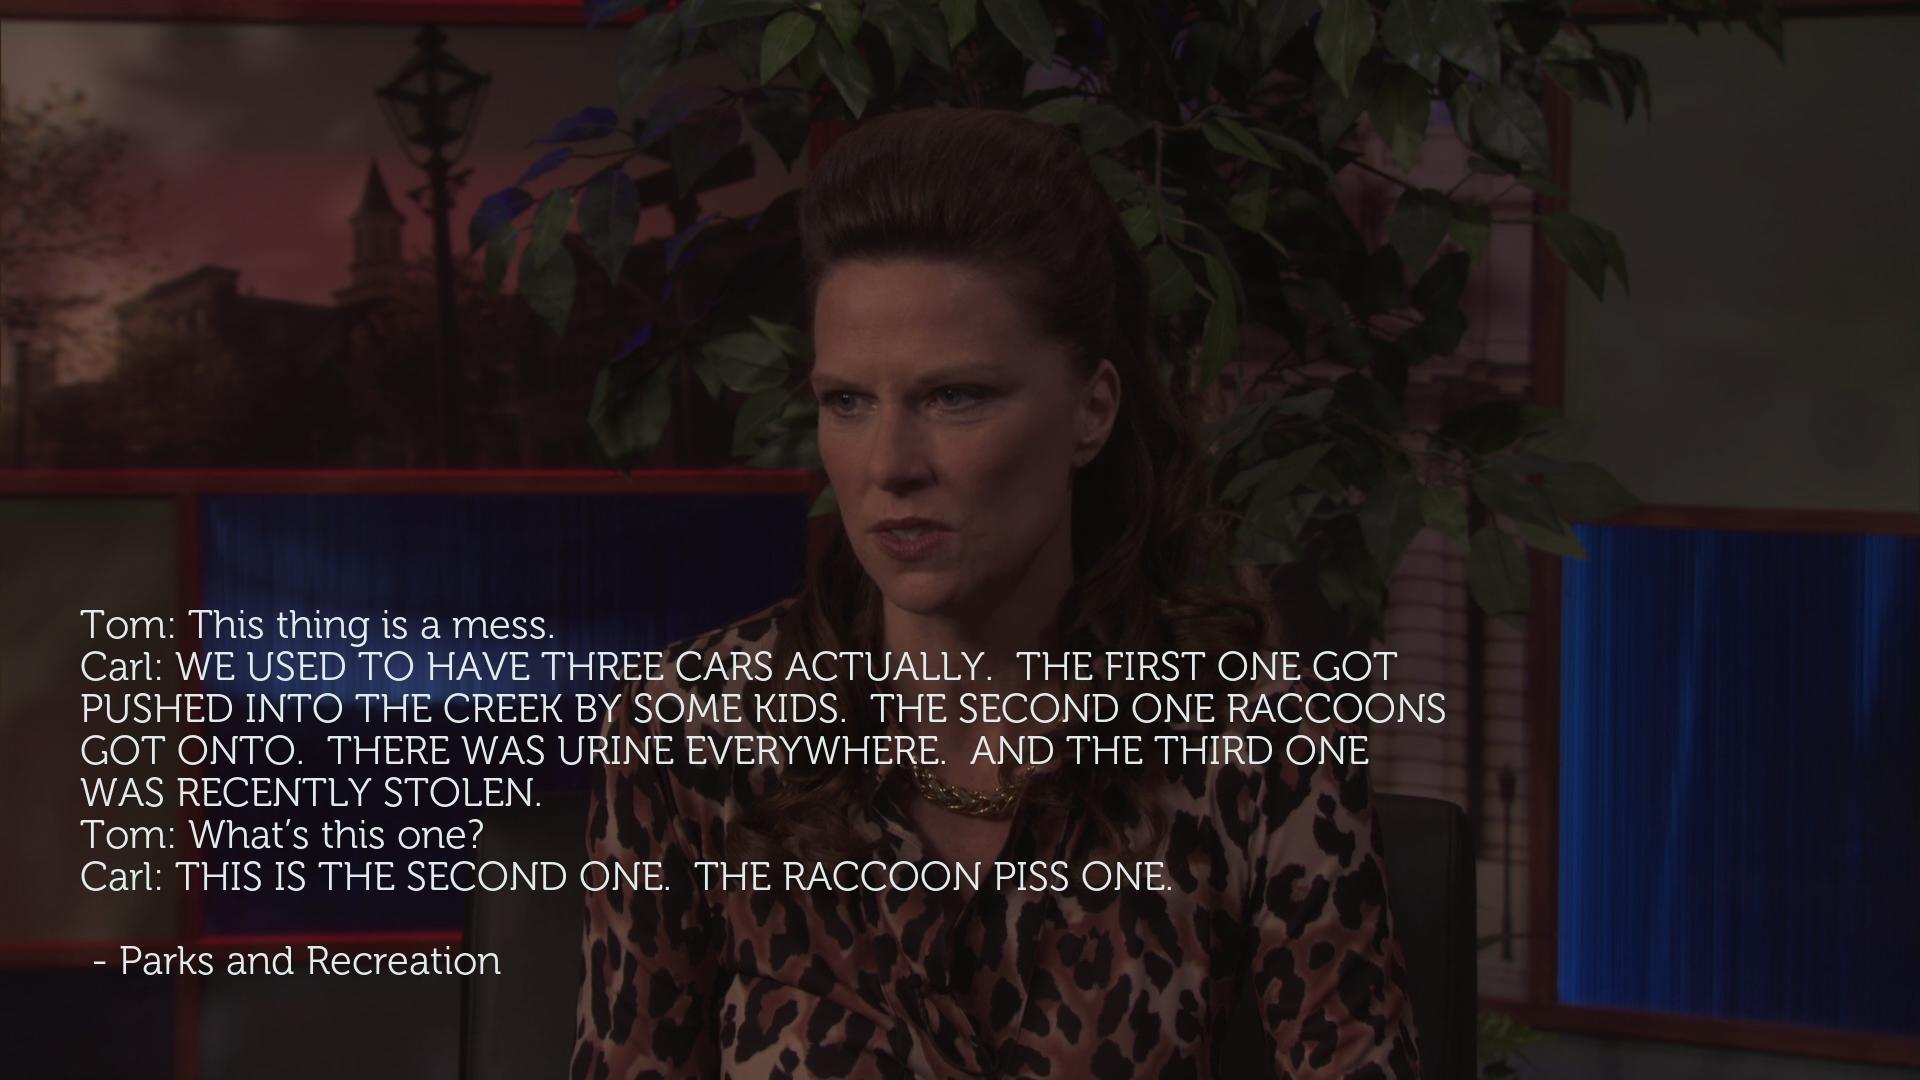 Tom: This thing is a mess.
Carl: WE USED TO HAVE THREE CARS ACTUALLY.  THE FIRST ONE GOT
PUSHED INTO THE CREEK BY SOME KIDS.  THE SECOND ONE RACCOONS
GOT ONTO.  THERE WAS URINE EVERYWHERE.  AND THE THIRD ONE
WAS RECENTLY STOLEN.
Tom: What’s this one?
Carl: THIS IS THE SECOND ONE.  THE RACCOON PISS ONE.
- Parks and Recreation